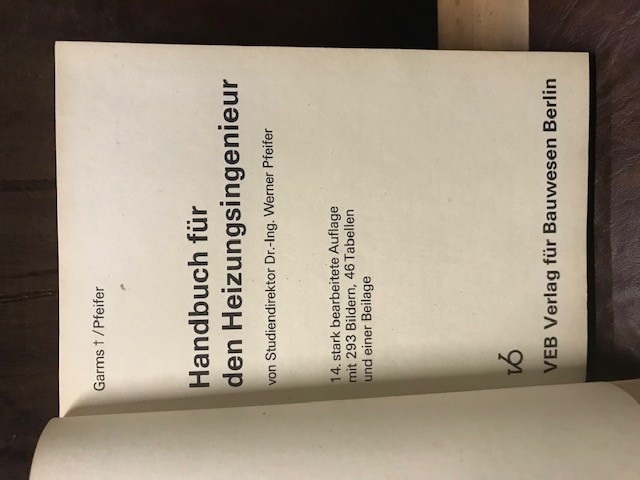 Garms † / Pfeifer
Handbuch für
den Heizungsingenieur
von Studiendirektor Dr.-Ing. Werner Pfeifer
14. stark bearbeitete Auflage
mit 293 Bildern, 46 Tabellen
und einer Beilage
VEB Verlag für Bauwesen Berlin